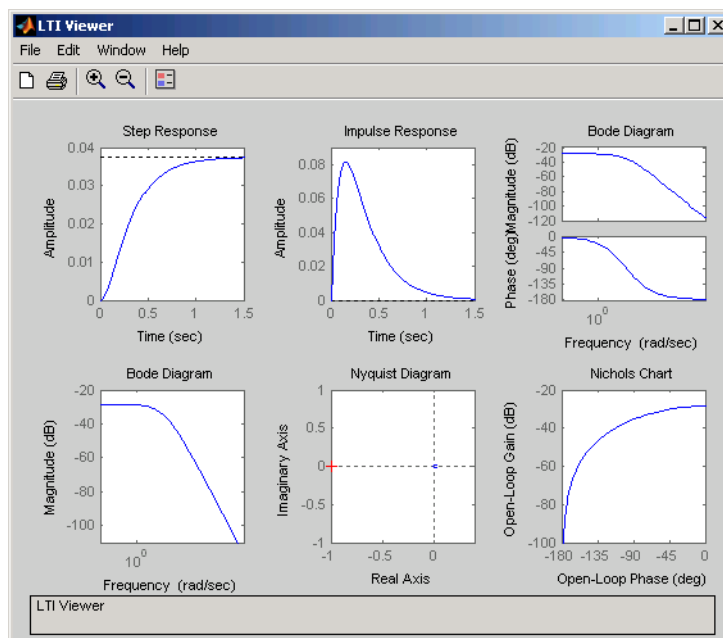 LTI Viewer
File Edit Window Help
Step Response
0.04
0.03
0.02
0.01
0
Amplitude
0 0.5 1 1.5
Time (sec)
Impulse Response
0.08
0.06
0.04
0.02
0
Amplitude
0 0.5 1 1.5
Time (sec)
Bode Diagram
-20
-40
-60
-80
-100
-120
Magnitude (dB)
0
-45
-90
-135
-180
Phase (deg)
10^0
Frequency (rad/sec)
Bode Diagram
-20
-40
-60
-80
-100
Magnitude (dB)
10^0
Frequency (rad/sec)
Nyquist Diagram
1
0.5
0
-0.5
-1
Imaginary Axis
-1 -0.5 0
Real Axis
Nichols Chart
-20
-40
-60
-80
-100
Open-Loop Gain (dB)
-180 -135 -90 -45 0
Open-Loop Phase (deg)
LTI Viewer